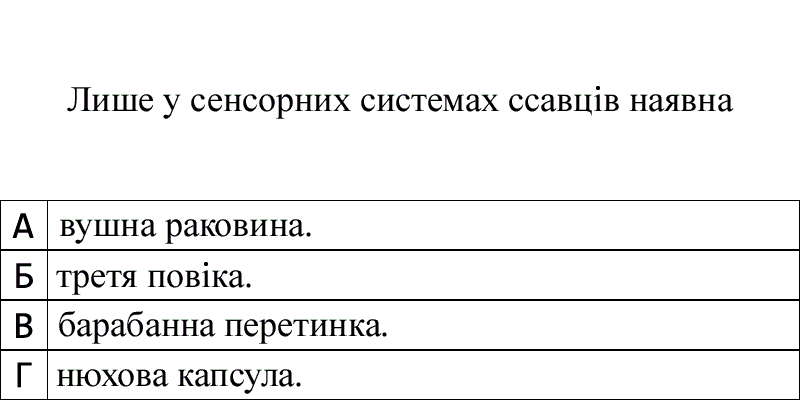 Лише у сенсорних системах ссавців наявна
А вушна раковина.
Б третя повіка.
В барабанна перетинка.
Г нюхова капсула.